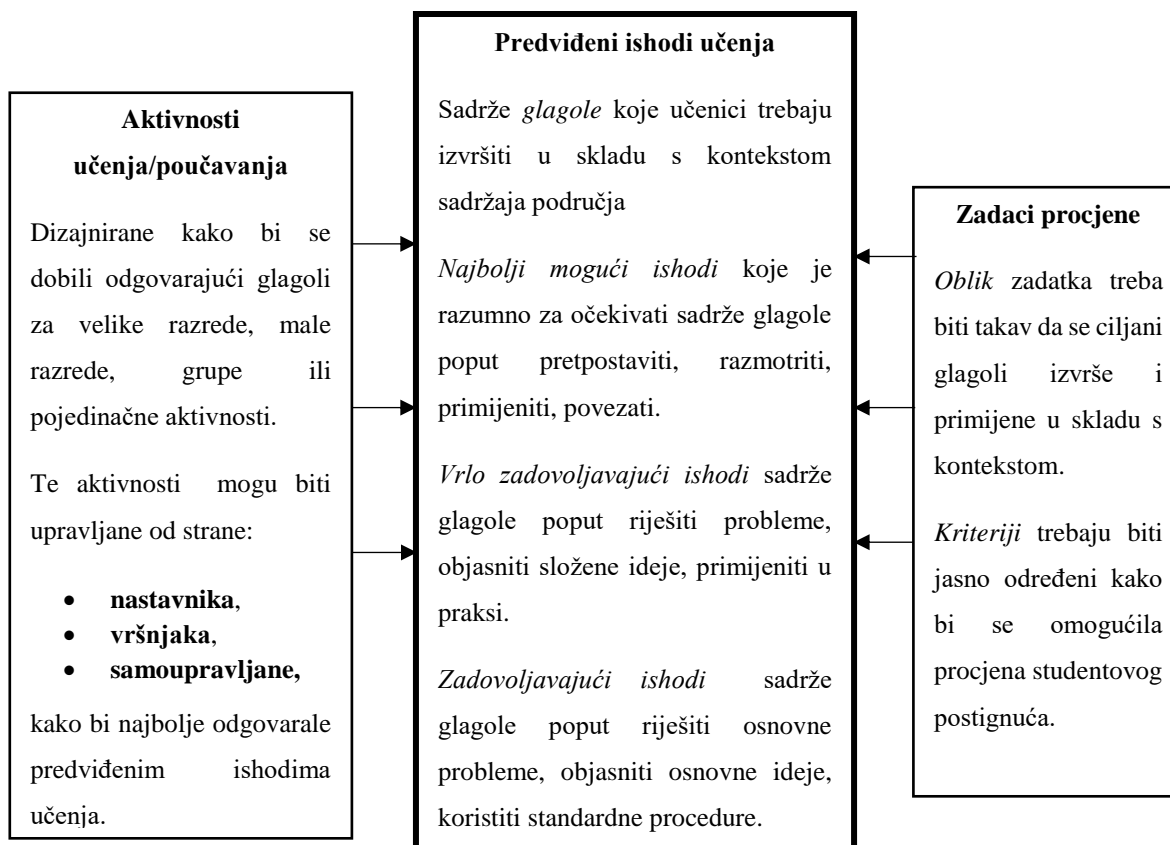 Aktivnosti
učenja/poučavanja
Dizajnirane kako bi se
dobili odgovarajući glagoli
za velike razrede, male
razrede, grupe ili
pojedinačne aktivnosti.
Te aktivnosti mogu biti
upravljane od strane:
• nastavnika,
• vršnjaka,
• samoupravljane,
kako bi najbolje odgovarale
predviđenim ishodima
učenja.
Predviđeni ishodi učenja
Sadrže glagole koje učenici trebaju
izvršiti u skladu s kontekstom
sadržaja područja
Najbolji mogući ishodi koje je
razumno za očekivati sadrže glagole
poput pretpostaviti, razmotriti,
primijeniti, povezati.
Vrlo zadovoljavajući ishodi sadrže
glagole poput riješiti probleme,
objasniti složene ideje, primijeniti u
praksi.
Zadovoljavajući ishodi sadrže
glagole poput riješiti osnovne
probleme, objasniti osnovne ideje,
koristiti standardne procedure.
Zadaci procjene
Oblik zadatka treba
biti takav da se ciljani
glagoli izvrše i
primijene u skladu s
kontekstom.
Kriteriji trebaju biti
jasno određeni kako
bi se omogućila
procjena studentovog
postignuća.